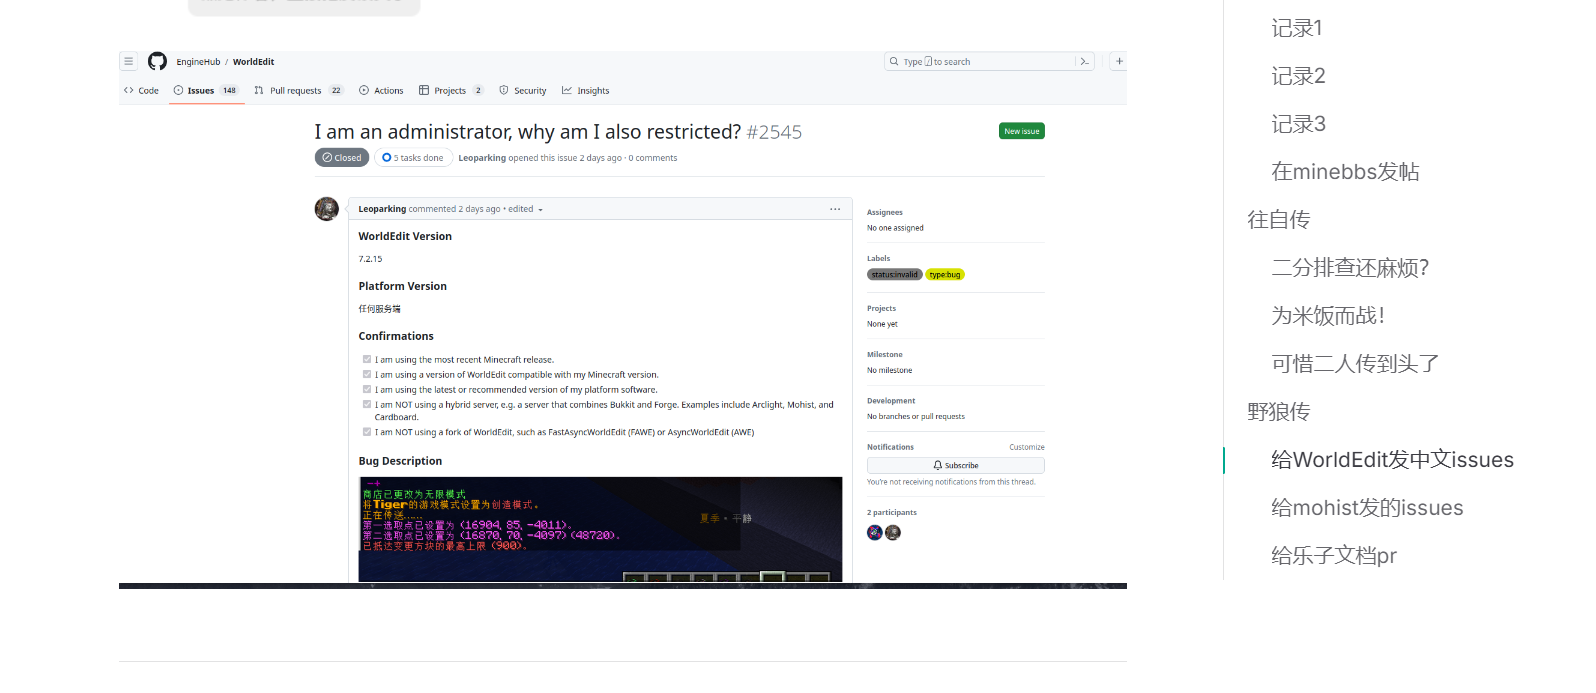 EngineHub / WorldEdit
Type / to search
Code
Issues 148
Pull requests 22
Actions
Projects 2
Security
Insights
I am an administrator, why am I also restricted? #2545
New issue
Closed
5 tasks done
Leoparking opened this issue 2 days ago · 0 comments
Leoparking commented 2 days ago • edited
WorldEdit Version
7.2.15
Platform Version
任何服务端
Confirmations
I am using the most recent Minecraft release.
I am using a version of WorldEdit compatible with my Minecraft version.
I am using the latest or recommended version of my platform software.
I am NOT using a hybrid server, e.g. a server that combines Bukkit and Forge. Examples include Arclight, Mohist, and
Cardboard.
I am NOT using a fork of WorldEdit, such as FastAsyncWorldEdit (FAWE) or AsyncWorldEdit (AWE)
Bug Description
商店已更改为无限模式
将Tiger的游戏模式设置为创造模式。
正在传送……
第一选取点已设置为 (16904, 85, -4011)。
第二选取点已设置为 (16870, 70, -4097) (48720)。
已抵达变更方块的最高上限 (900)。
夏季 • 干静
Assignees
No one assigned
Labels
status:invalid type:bug
Projects
None yet
Milestone
No milestone
Development
No branches or pull requests
Notifications
Customize
Subscribe
You're not receiving notifications from this thread.
2 participants
记录1
记录2
记录3
在minebbs发帖
往自传
二分排查还麻烦?
为米饭而战!
可惜二人传到头了
野狼传
给WorldEdit发中文issues
给mohist发的issues
给乐子文档pr